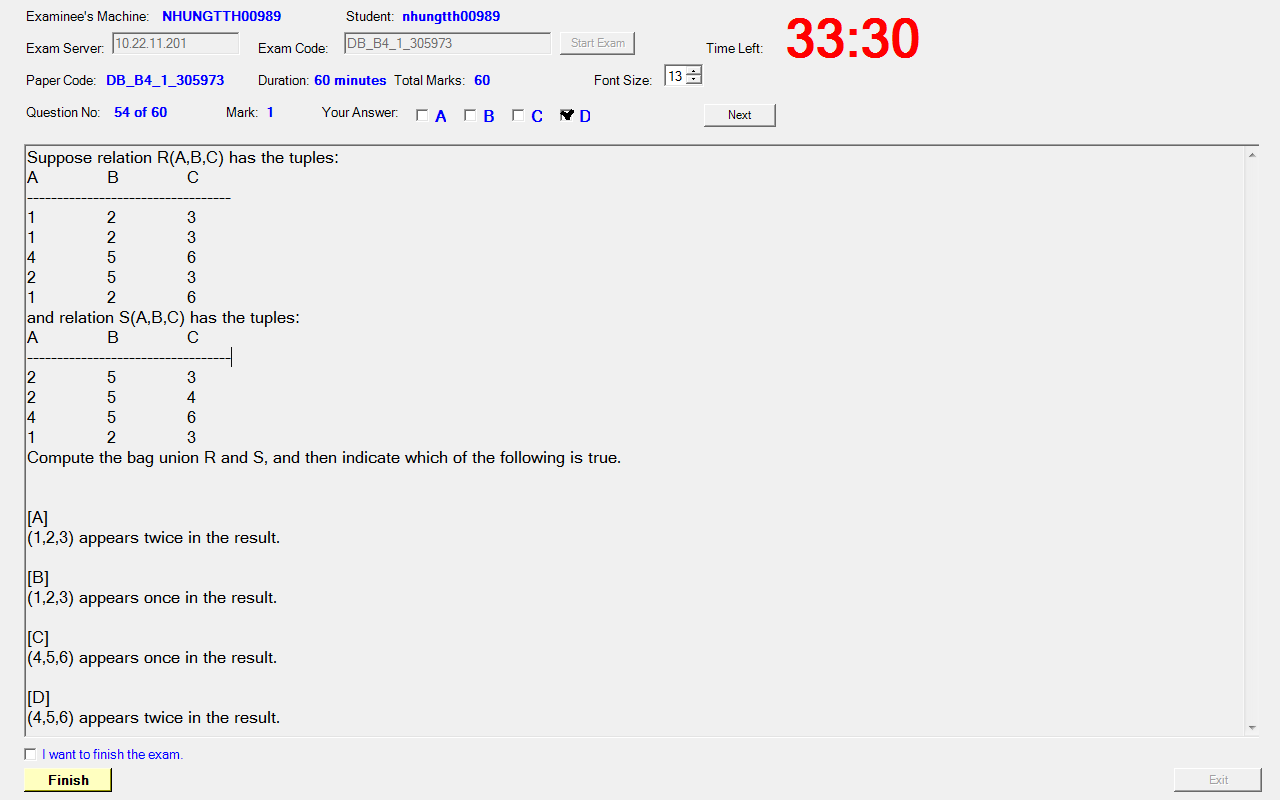 Examinee's Machine: NHUNGTTH00989 Student: nhungtth00989
Exam Server: 10.22.11.201 Exam Code: DB_B4_1_305973 Start Exam Time Left: 33:30
Paper Code: DB_B4_1_305973 Duration: 60 minutes Total Marks: 60 Font Size: 13
Question No: 54 of 60 Mark: 1 Your Answer: A B C D Next
Suppose relation R(A,B,C) has the tuples:
A B C
----------------------------------
1 2 3
1 2 3
4 5 6
2 5 3
1 2 6
and relation S(A,B,C) has the tuples:
A B C
----------------------------------
2 5 3
2 5 4
4 5 6
1 2 3
Compute the bag union R and S, and then indicate which of the following is true.
[A]
(1,2,3) appears twice in the result.
[B]
(1,2,3) appears once in the result.
[C]
(4,5,6) appears once in the result.
[D]
(4,5,6) appears twice in the result.
I want to finish the exam.
Finish Exit